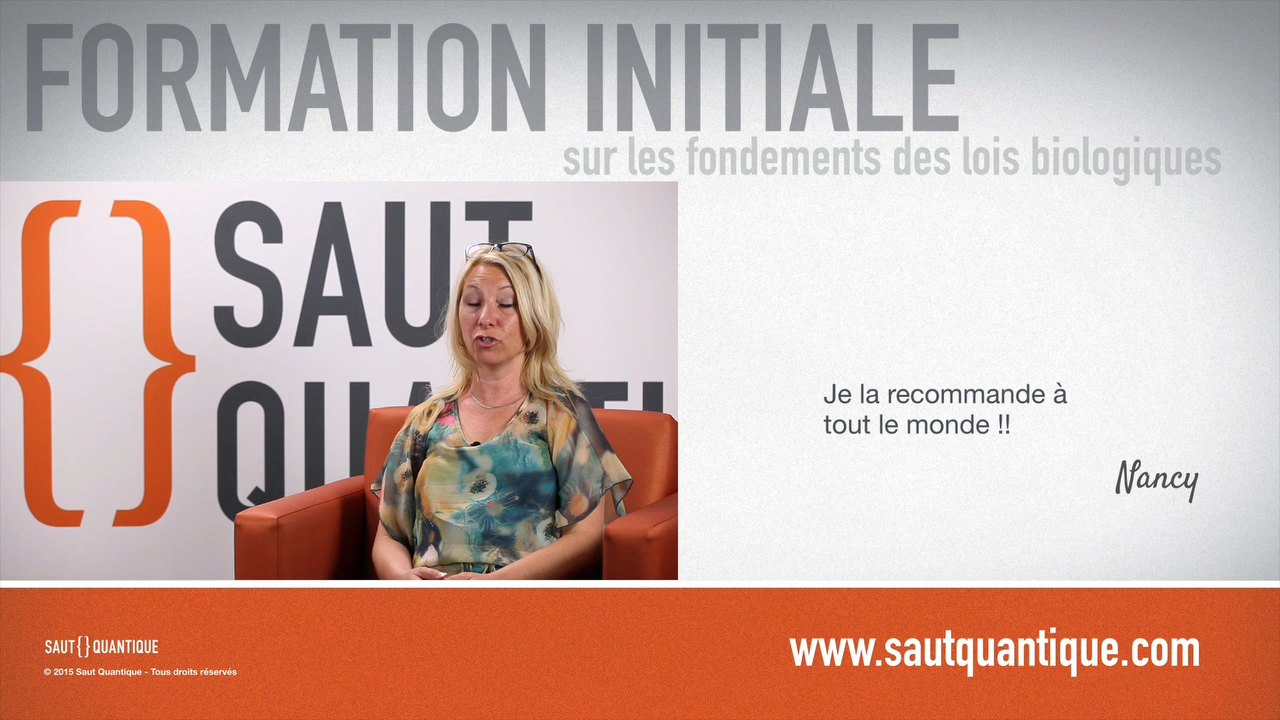 FORMATION INITIALE
sur les fondements des lois biologiques
SAUT
Je la recommande à
tout le monde !!
Nancy
SAUT{}QUANTIQUE
© 2015 Saut Quantique - Tous droits réservés
www.sautquantique.com